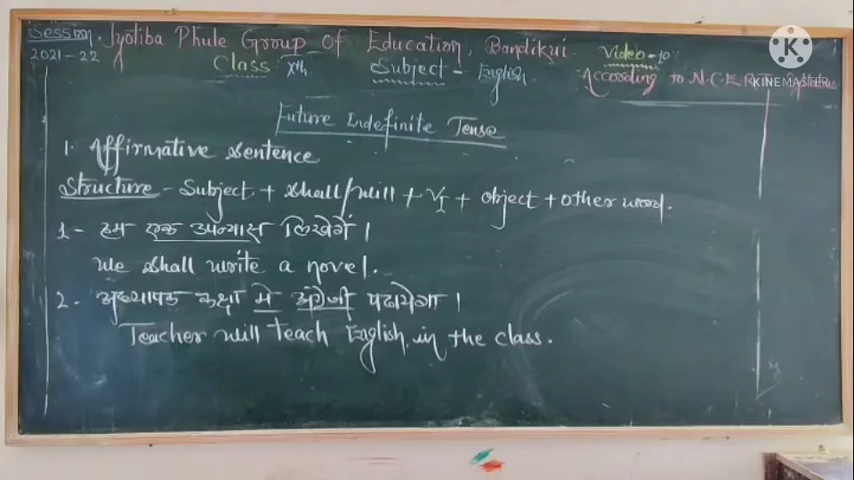 Session. Jyotiba Phule Group Of Education, Bandikui Video-10
2021-22 Class Xth Subject - English. According to N.C.E.R.T
KINEMASTER
Future Indefinite Tense
1. Affirmative Sentence
Structure - Subject + shall/will + V1 + object + other word.
1- हम एक उपन्यास लिखेगें।
We shall write a novel.
2. अध्यापक कक्षा मे अंग्रेजी पढायेगा।
Teacher will teach English in the class.